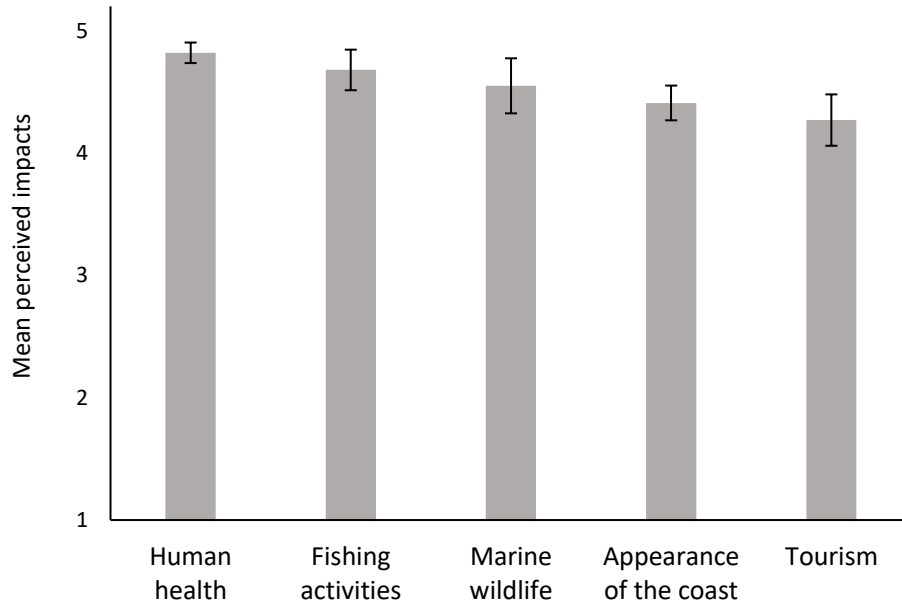 5
4
3
2
1
Mean perceived impacts
Human
health
Fishing
activities
Marine
wildlife
Appearance
of the coast
Tourism